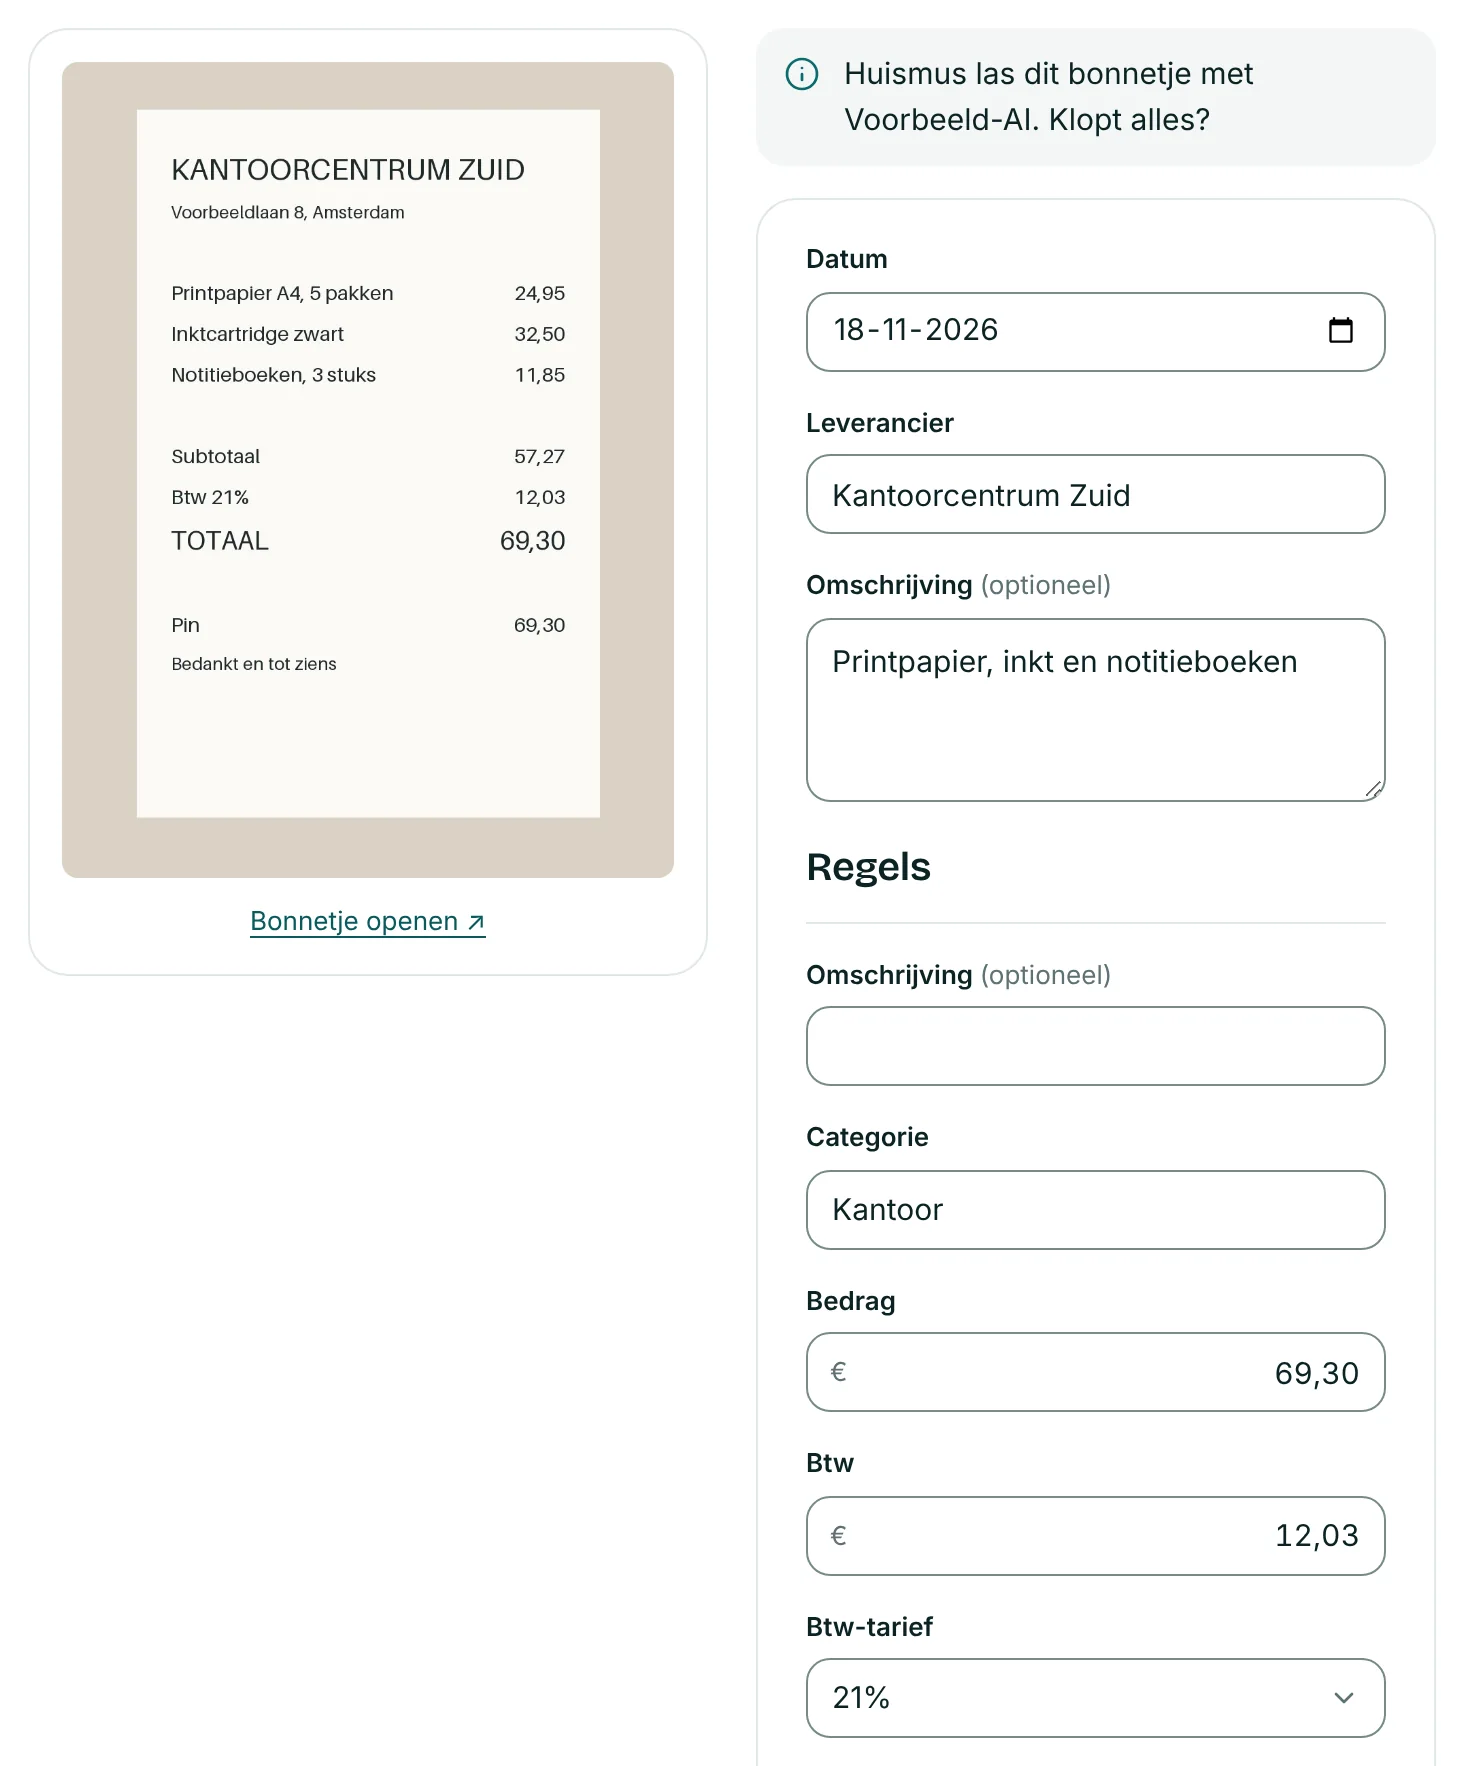 KANTOORCENTRUM ZUID
Voorbeeldlaan 8, Amsterdam
Printpapier A4, 5 pakken 24,95
Inktcartridge zwart 32,50
Notitieboeken, 3 stuks 11,85
Subtotaal 57,27
Btw 21% 12,03
TOTAAL 69,30
Pin 69,30
Bedankt en tot ziens
Bonnetje openen ↗
Huismus las dit bonnetje met
Voorbeeld-AI. Klopt alles?
Datum
18-11-2026
Leverancier
Kantoorcentrum Zuid
Omschrijving (optioneel)
Printpapier, inkt en notitieboeken
Regels
Omschrijving (optioneel)
Categorie
Kantoor
Bedrag
€ 69,30
Btw
€ 12,03
Btw-tarief
21%